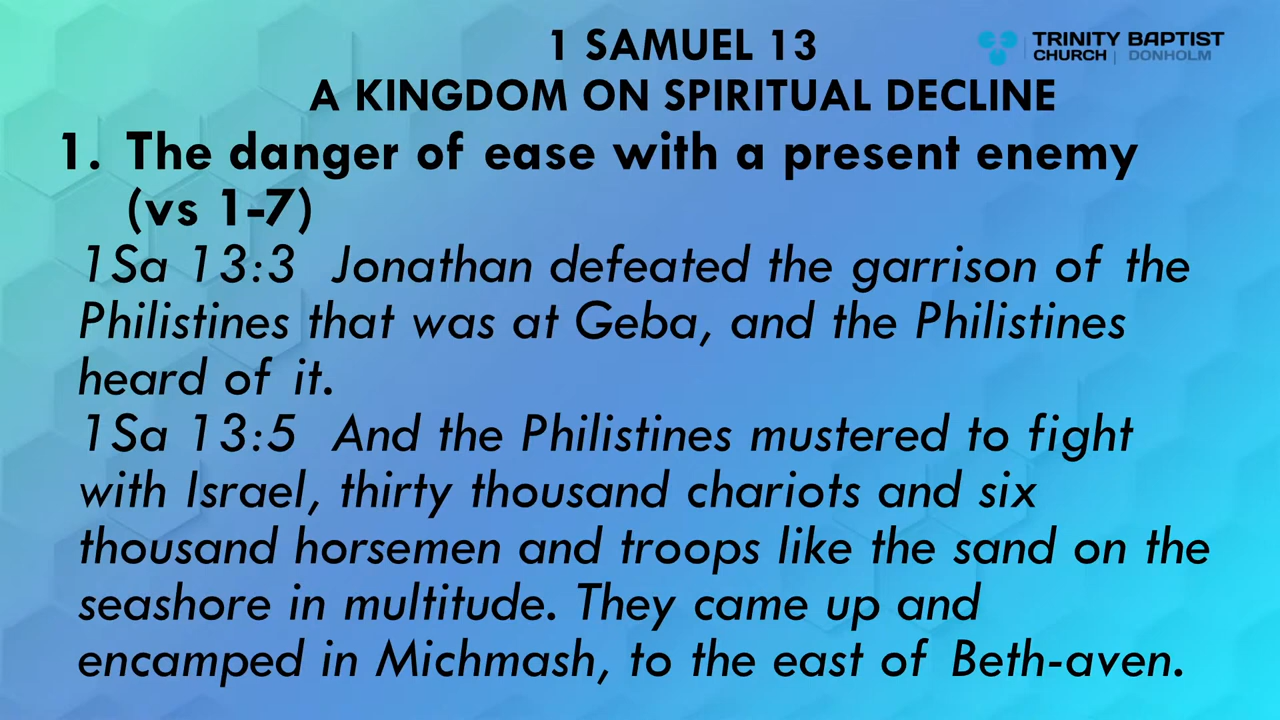 1 SAMUEL 13
A KINGDOM ON SPIRITUAL DECLINE
TRINITY BAPTIST
CHURCH | DONHOLM
1. The danger of ease with a present enemy
(vs 1-7)
1Sa 13:3 Jonathan defeated the garrison of the
Philistines that was at Geba, and the Philistines
heard of it.
1Sa 13:5 And the Philistines mustered to fight
with Israel, thirty thousand chariots and six
thousand horsemen and troops like the sand on the
seashore in multitude. They came up and
encamped in Michmash, to the east of Beth-aven.